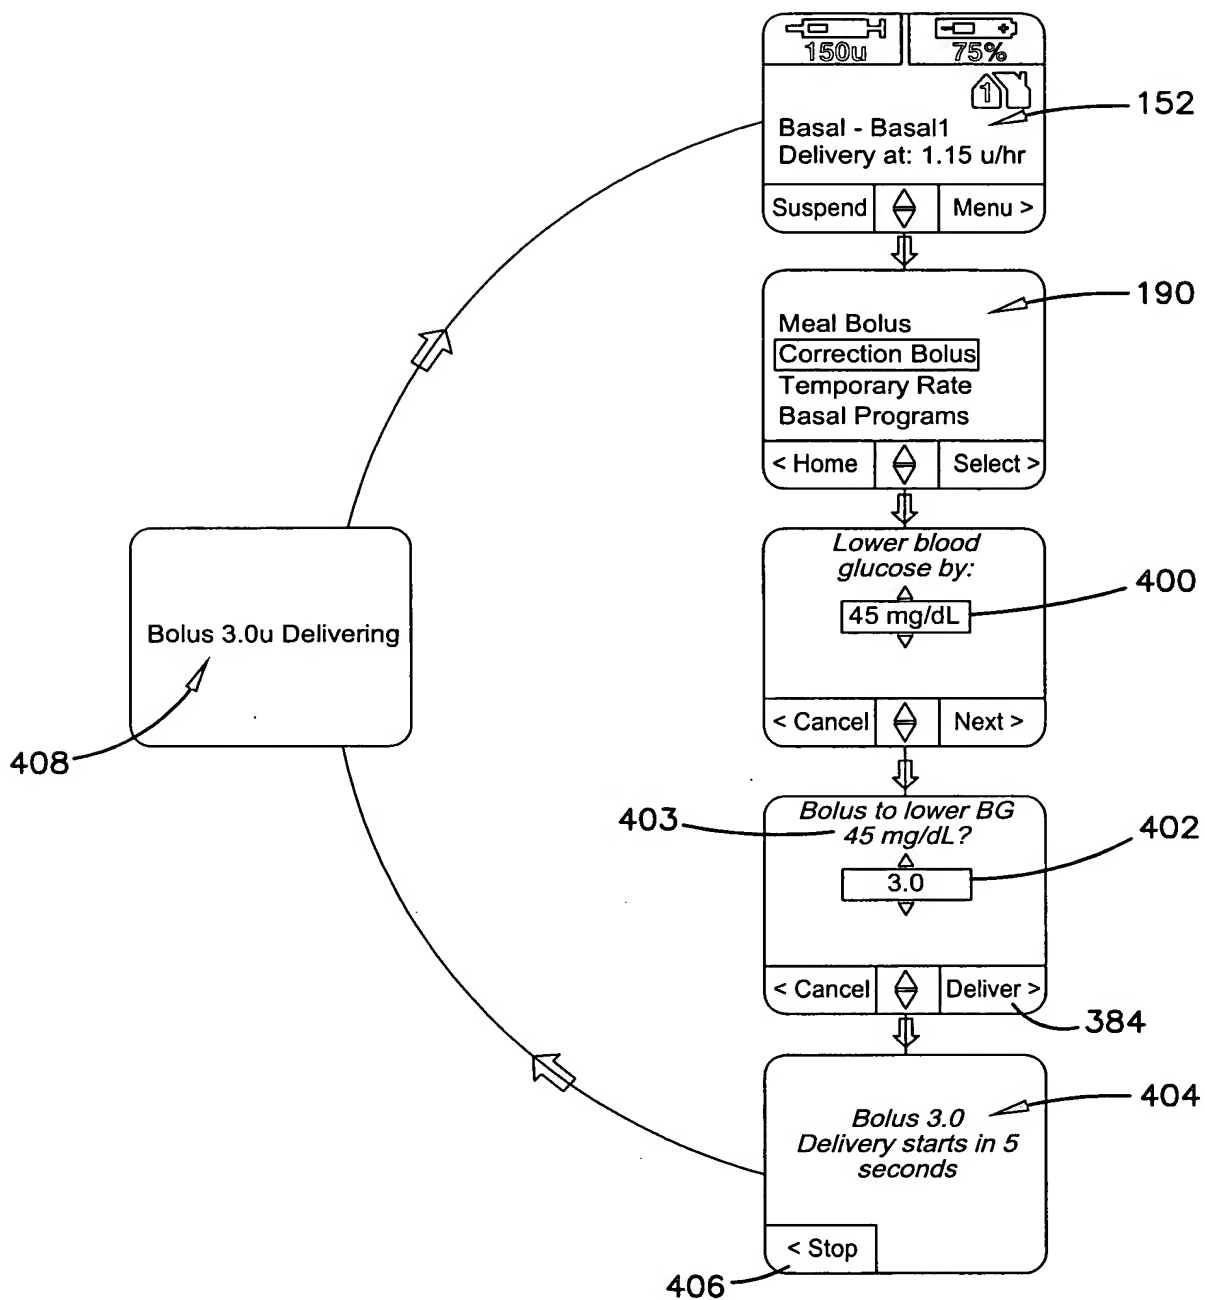 150u
75%
1
152
Basal - Basal1
Delivery at: 1.15 u/hr
Suspend
Menu >
190
Meal Bolus
Correction Bolus
Temporary Rate
Basal Programs
< Home
Select >
Lower blood
glucose by:
400
45 mg/dL
< Cancel
Next >
Bolus 3.0u Delivering
408
403
Bolus to lower BG
45 mg/dL?
402
3.0
< Cancel
Deliver >
384
404
Bolus 3.0
Delivery starts in 5
seconds
< Stop
406